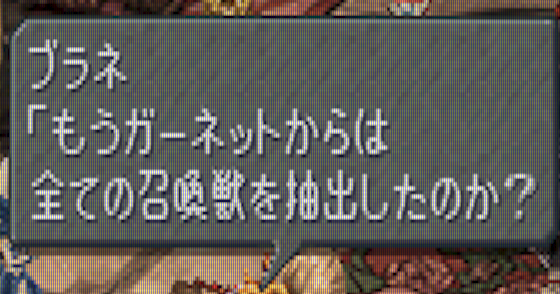 ブラネ
「もうガーネットからは
全ての召喚獣を抽出したのか？